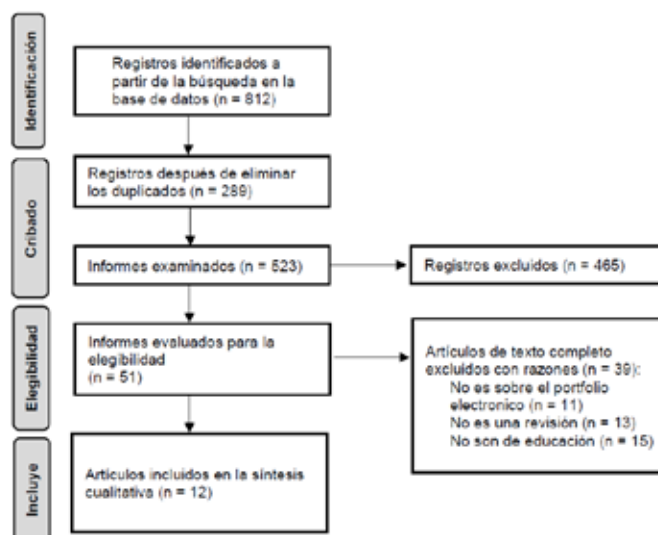 Identificación
Registros identificados a
partir de la búsqueda en la
base de datos (n = 812)
Cribado
Registros después de eliminar
los duplicados (n = 289)
Informes examinados (n = 523)
Registros excluidos (n = 465)
Elegibilidad
Informes evaluados para la
elegibilidad
(n = 51)
Artículos de texto completo
excluidos con razones (n = 39):
No es sobre el portfolio
electronico (n = 11)
No es una revisión (n = 13)
No son de educación (n = 15)
Incluye
Artículos incluidos en la síntesis
cualitativa (n = 12)